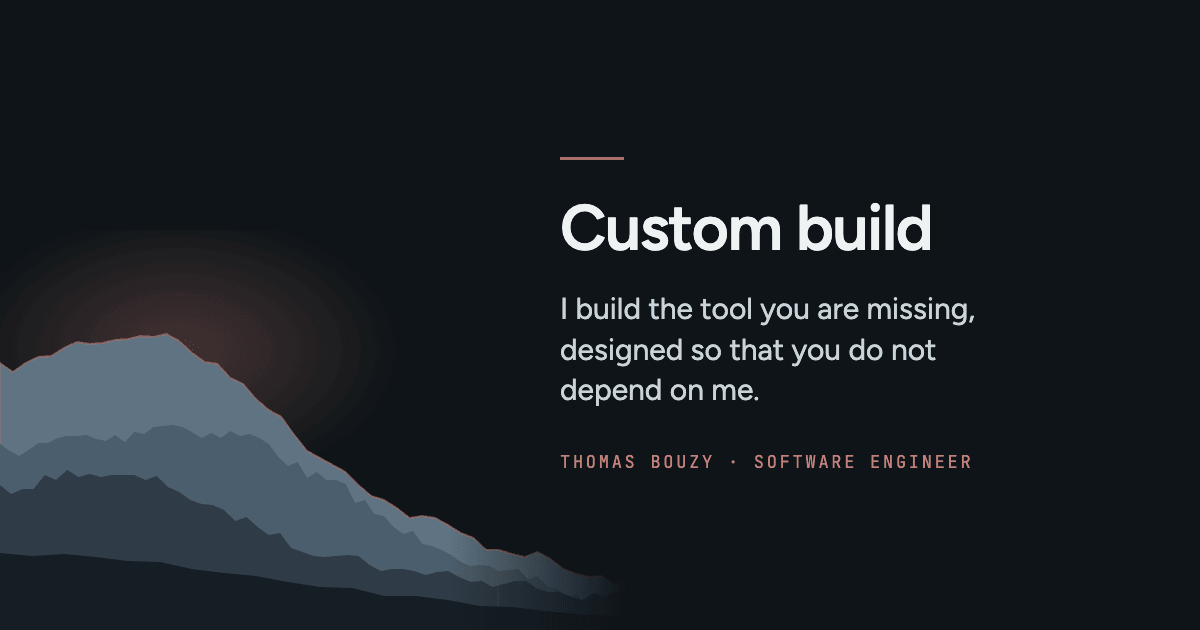 Custom build
I build the tool you are missing,
designed so that you do not
depend on me.
THOMAS BOUZY · SOFTWARE ENGINEER